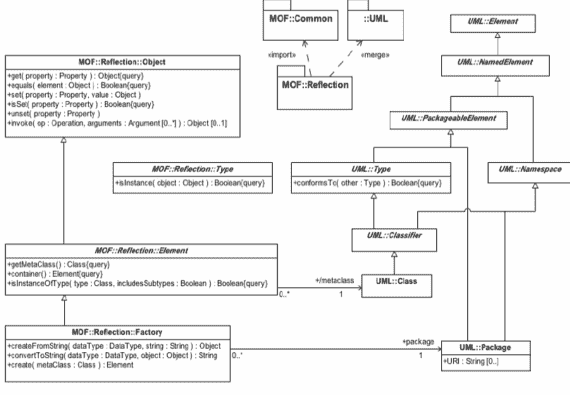 MOF::Common
::UML
UML::Element
«import»
«merge»
MOF::Reflection
UML::NamedElement
MOF::Reflection::Object
+get( property : Property ) : Object{query}
+equals( element : Object ) : Boolean{query}
+set( property : Property, value : Object )
+isSet( property : Property ) : Boolean{query}
+unset( property : Property )
+invoke( op : Operation, arguments : Argument [0..*] ) : Object [0..1]
UML::PackageableElement
MOF::Reflection::Type
+isInstance( object : Object ) : Boolean{query}
UML::Type
+conformsTo( other : Type ) : Boolean{query}
UML::Namespace
UML::Classifier
MOF::Reflection::Element
+getMetaClass() : Class{query}
+container() : Element{query}
+isInstanceOfType( type : Class, includesSubtypes : Boolean ) : Boolean{query}
+/metaclass
0..*
1
UML::Class
MOF::Reflection::Factory
+createFromString( dataType : DataType, string : String ) : Object
+convertToString( dataType : DataType, object : Object ) : String
+create( metaClass : Class ) : Element
0..*
+package
1
UML::Package
+URI : String [0..]